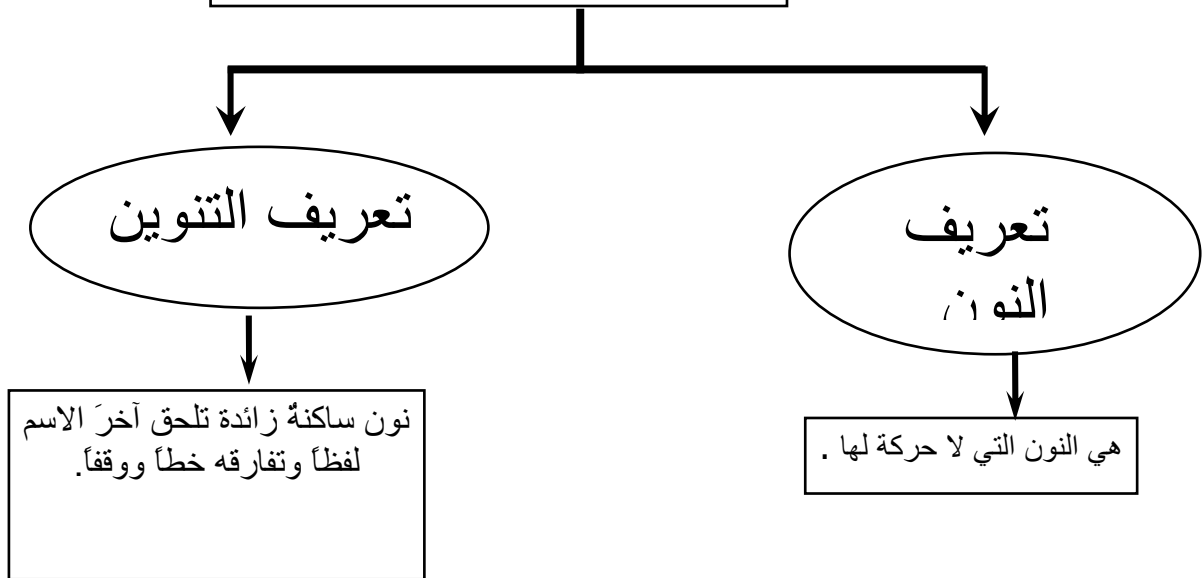 تعريف
النون
هي النون التي لا حركة لها .
تعريف التنوين
نون ساكنةٌ زائدة تلحق آخرَ الاسم
لفظاً وتفارقه خطاً ووقفاً.